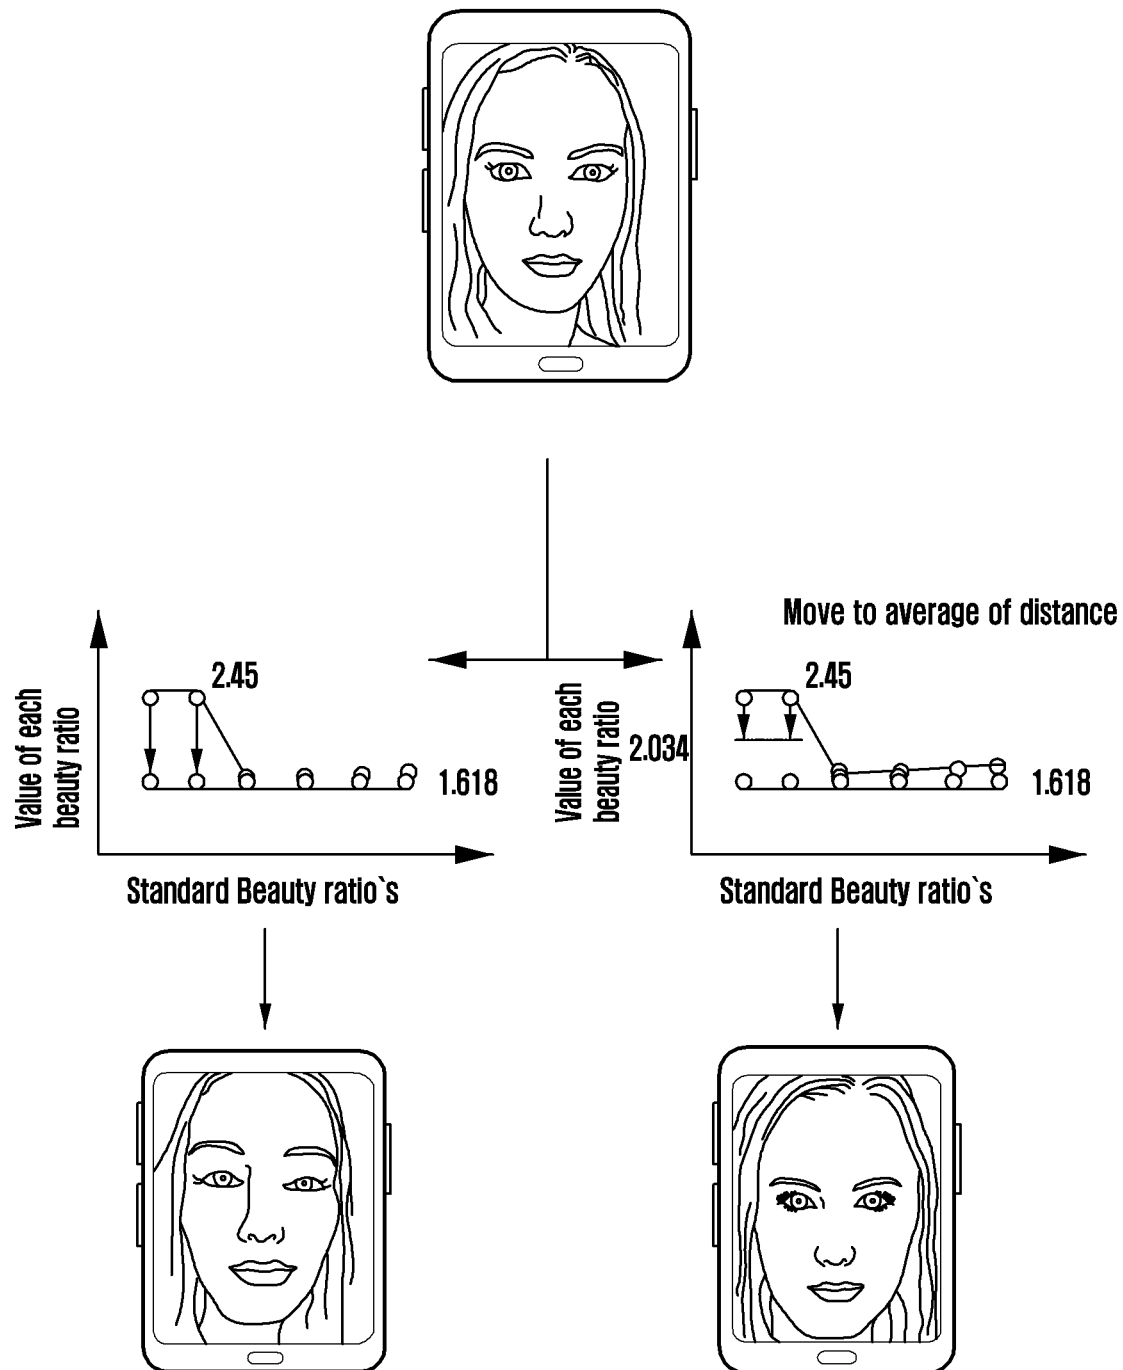 Move to average of distance
2.45
2.45
Value of each
beauty ratio
Value of each
beauty ratio
2.034
1.618
1.618
Standard Beauty ratio`s
Standard Beauty ratio`s